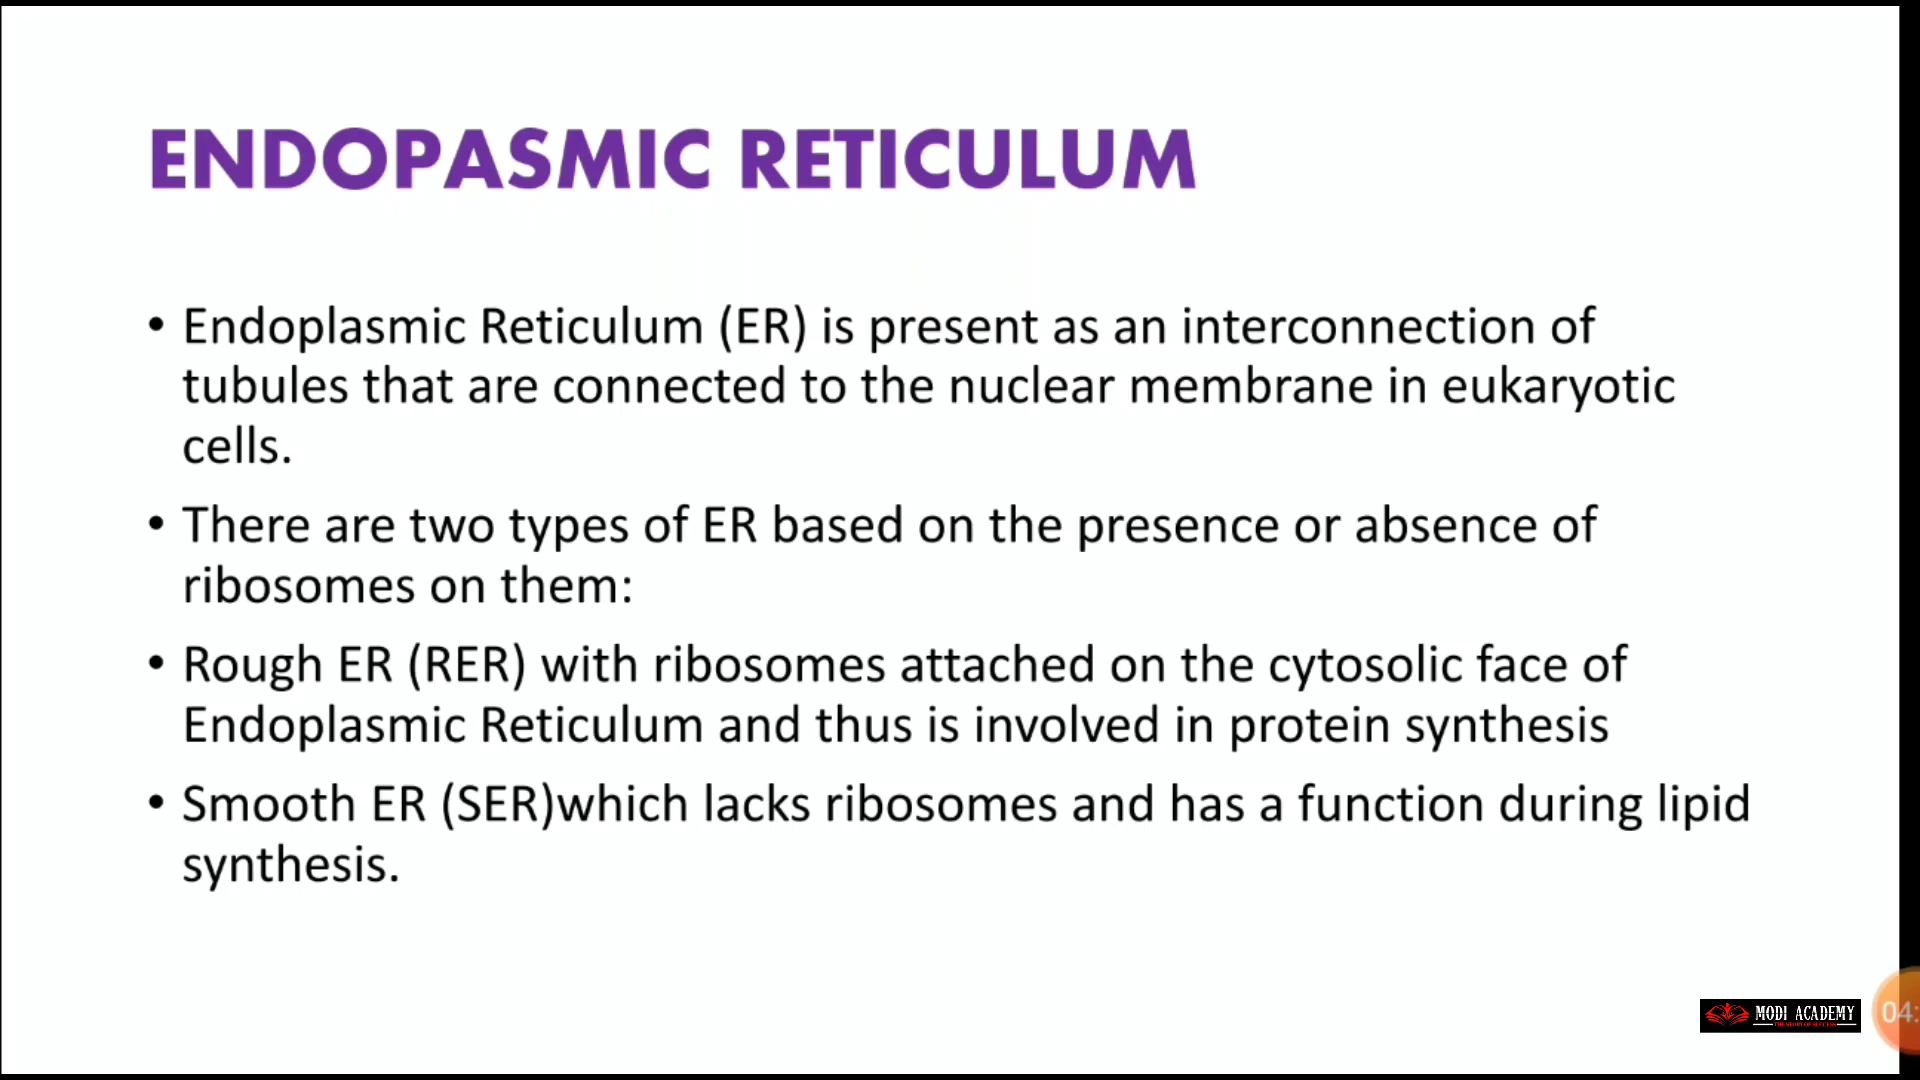 ENDOPASMIC RETICULUM
• Endoplasmic Reticulum (ER) is present as an interconnection of
tubules that are connected to the nuclear membrane in eukaryotic
cells.
• There are two types of ER based on the presence or absence of
ribosomes on them:
• Rough ER (RER) with ribosomes attached on the cytosolic face of
Endoplasmic Reticulum and thus is involved in protein synthesis
• Smooth ER (SER)which lacks ribosomes and has a function during lipid
synthesis.
MODI ACADEMY
04: